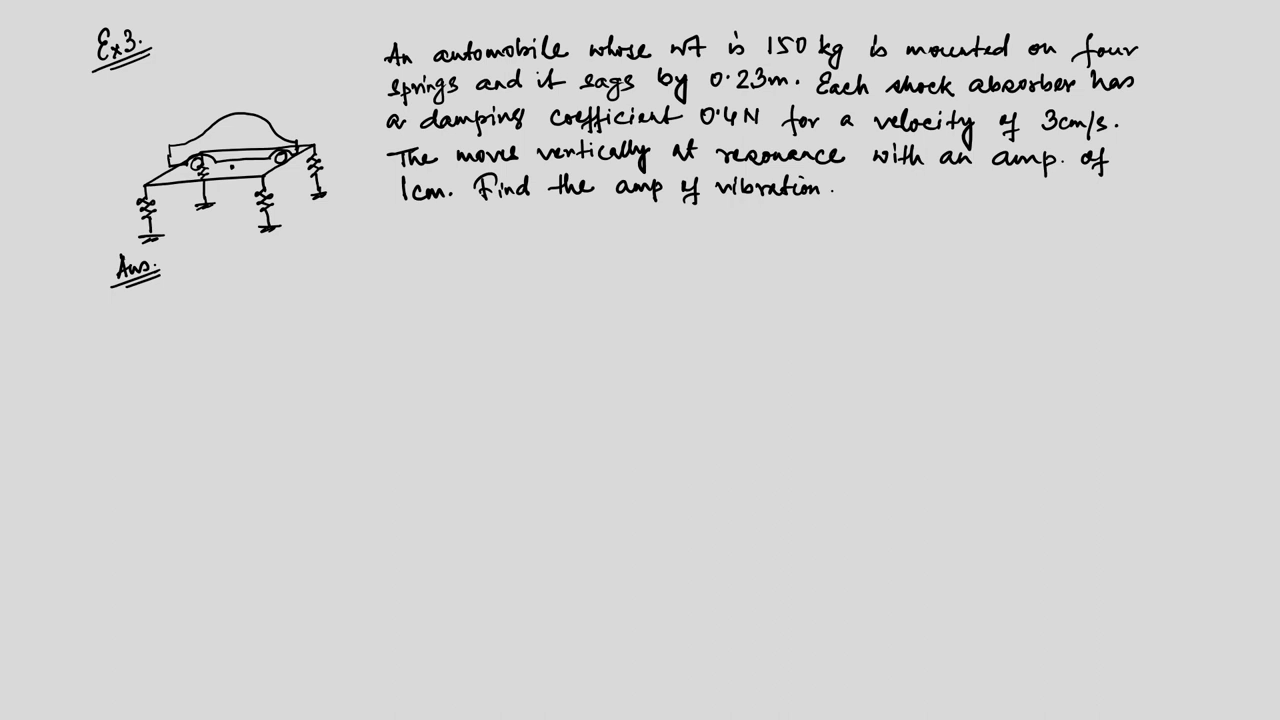 Ex3.
An automobile whose wt is 150 kg is mounted on four
springs and it sags by 0.23m. Each shock absorber has
a damping coefficient 0.4N for a velocity of 3cm/s.
The moves vertically at resonance with an amp. of
1cm. Find the amp of vibration.
Ans.